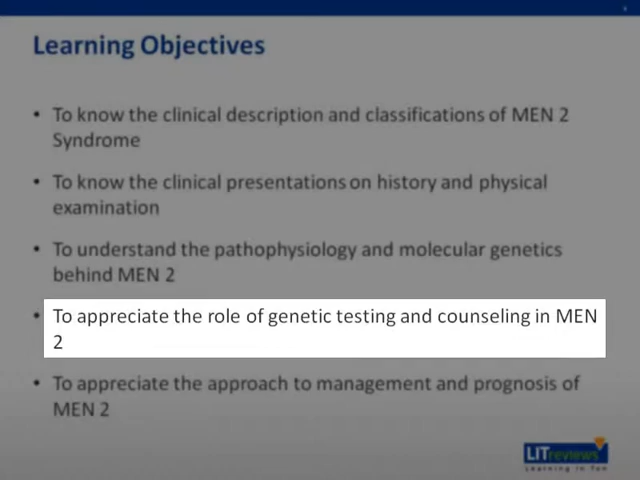 Learning Objectives
• To know the clinical description and classifications of MEN 2
Syndrome
• To know the clinical presentations on history and physical
examination
• To understand the pathophysiology and molecular genetics
behind MEN 2
• To appreciate the role of genetic testing and counseling in MEN
2
• To appreciate the approach to management and prognosis of
MEN 2
LITreviews
Learning is fun